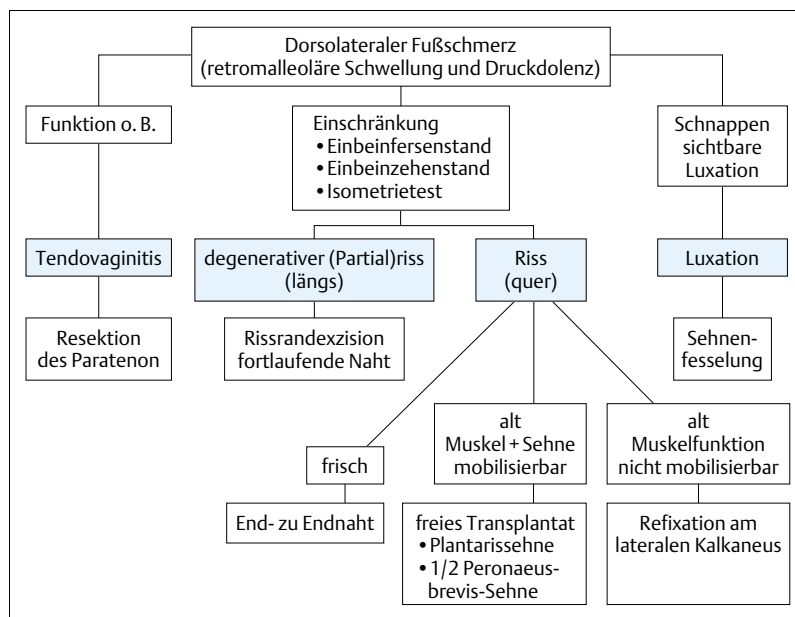 Dorsolateraler Fußschmerz
(retromalleoläre Schwellung und Druckdolenz)
Funktion o. B.
Einschränkung
• Einbeinfersenstand
• Einbeinzehenstand
• Isometrietest
Schnappen
sichtbare
Luxation
Tendovaginitis
degenerativer (Partial)riss
(längs)
Riss
(quer)
Luxation
Resektion
des Paratenon
Rissrandexzision
fortlaufende Naht
Sehnen-
fesselung
frisch
alt
Muskel + Sehne
mobilisierbar
alt
Muskelfunktion
nicht mobilisierbar
End- zu Endnaht
freies Transplantat
• Plantarissehne
• 1/2 Peronaeus-
brevis-Sehne
Refixation am
lateralen Kalkaneus